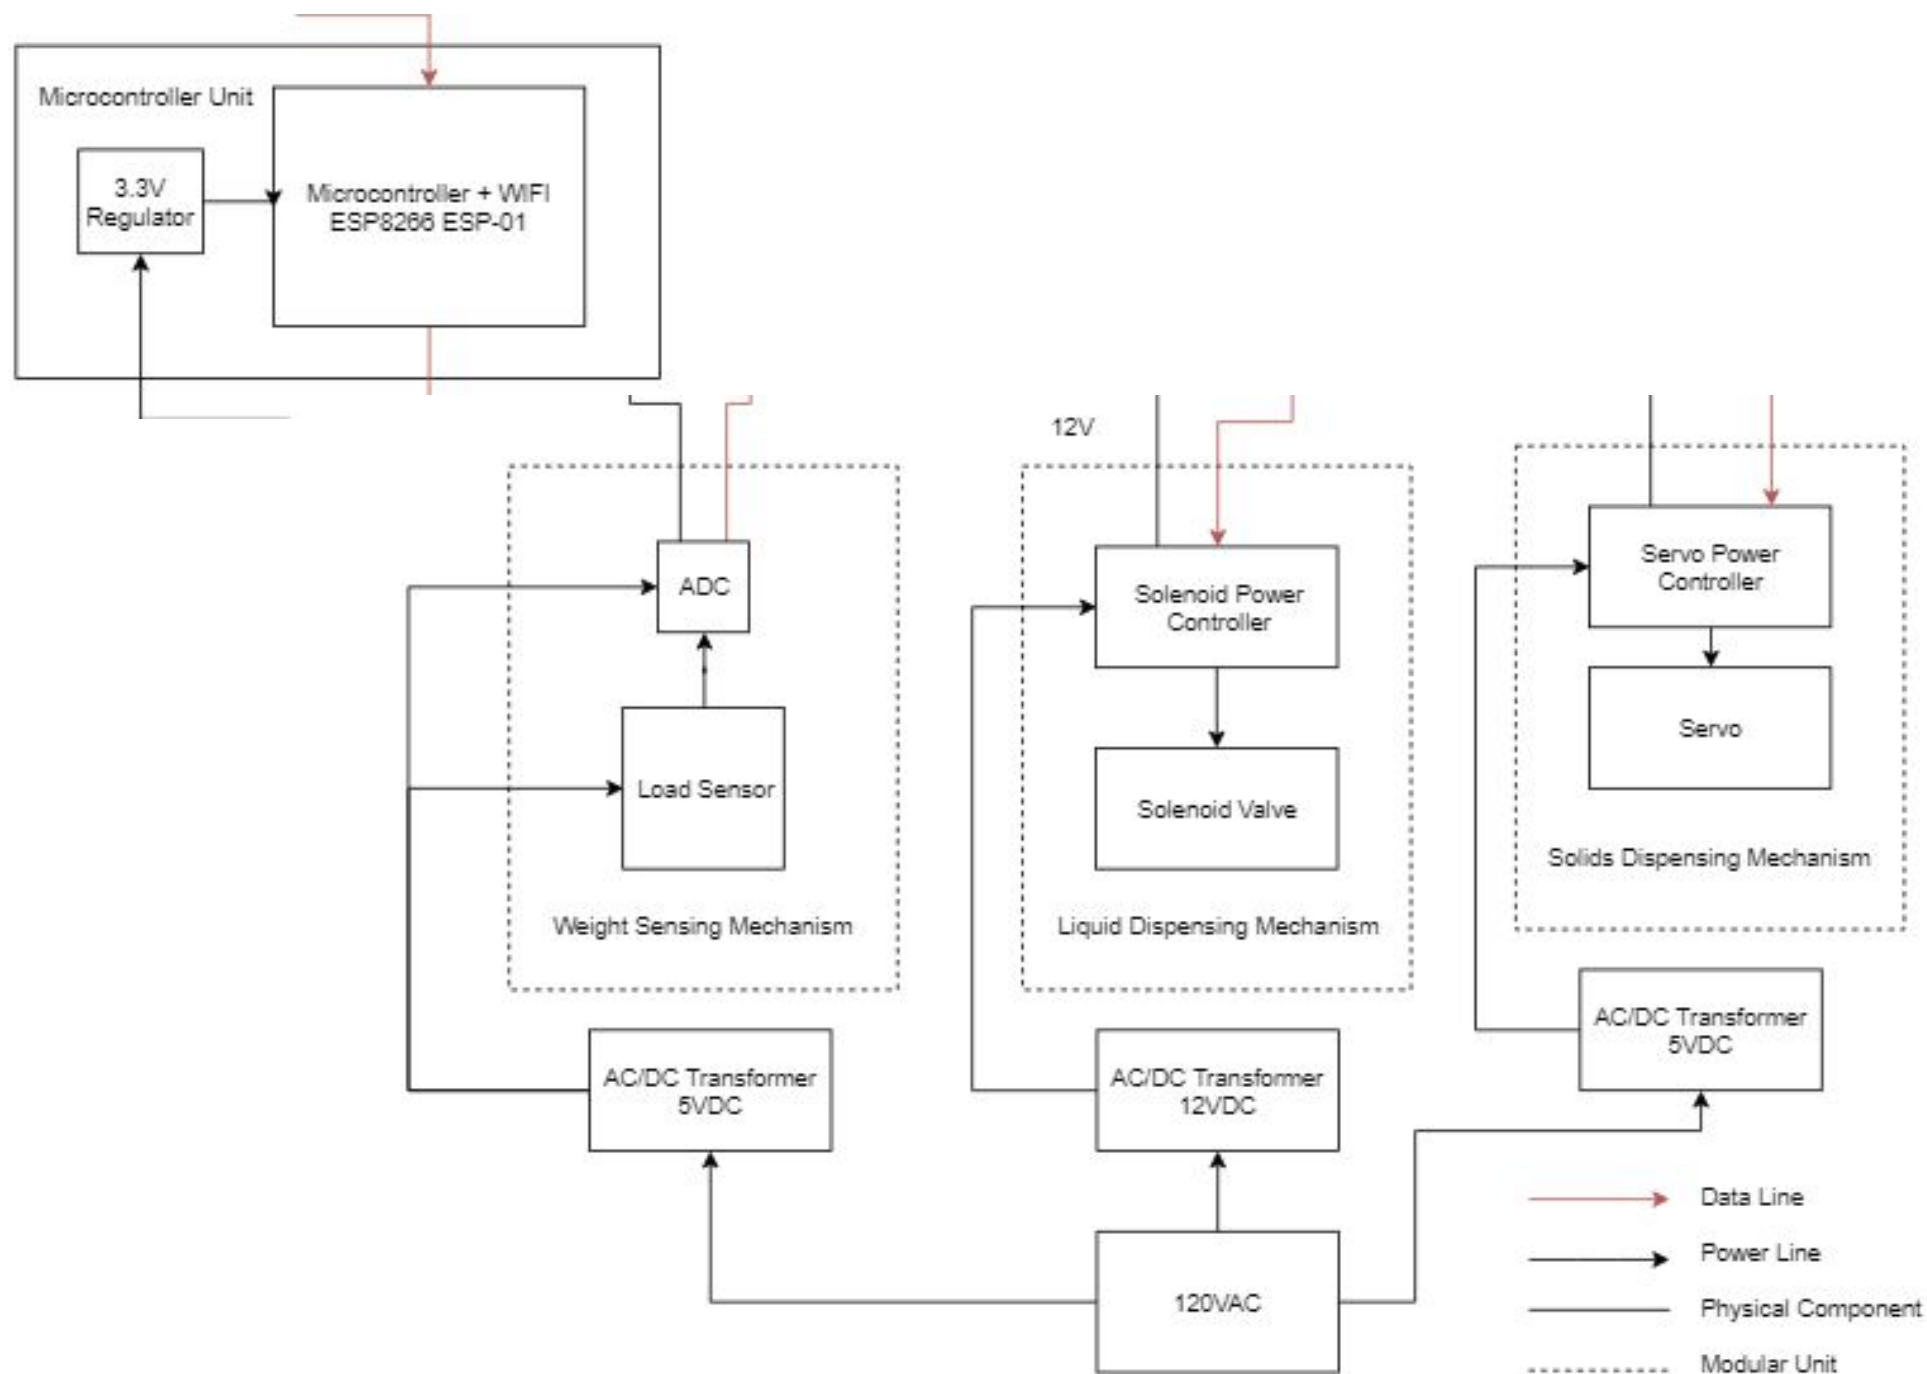 Microcontroller Unit
3.3V
Regulator
Microcontroller + WIFI
ESP8266 ESP-01
12V
ADC
Load Sensor
Weight Sensing Mechanism
Solenoid Power
Controller
Solenoid Valve
Liquid Dispensing Mechanism
Servo Power
Controller
Servo
Solids Dispensing Mechanism
AC/DC Transformer
5VDC
AC/DC Transformer
12VDC
AC/DC Transformer
5VDC
120VAC
Data Line
Power Line
Physical Component
Modular Unit